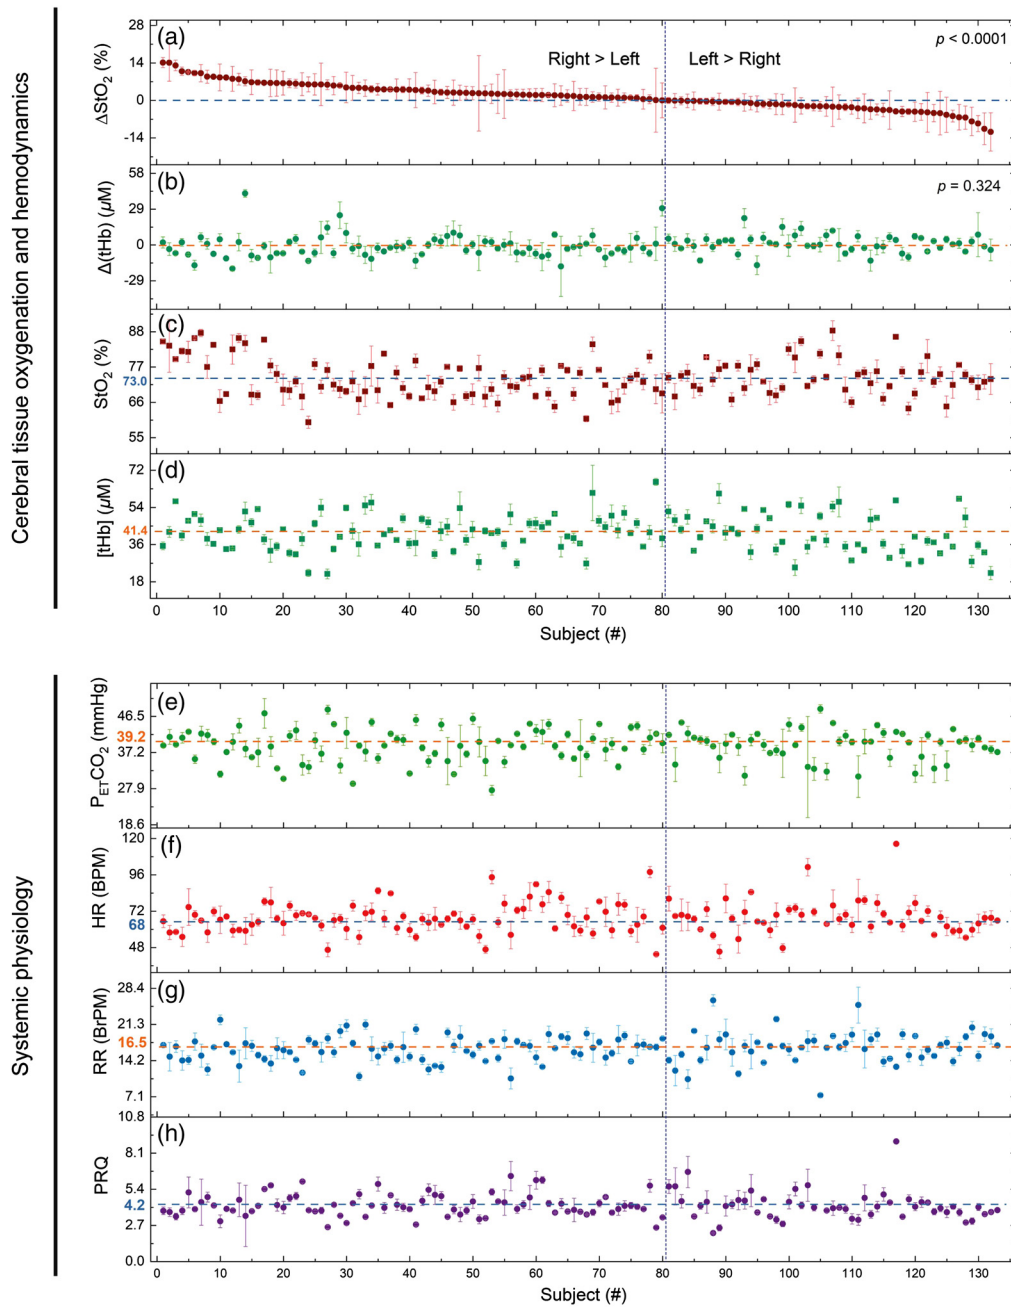 Cerebral tissue oxygenation and hemodynamics
(a)
Right > Left
Left > Right
p < 0.0001
ΔStO2 (%)
28
14
0
-14
(b)
p = 0.324
Δ(tHb) (µM)
58
29
0
-29
(c)
StO2 (%)
88
77
73.0
66
55
(d)
[tHb] (µM)
72
54
41.4
36
18
0 10 20 30 40 50 60 70 80 90 100 110 120 130
Subject (#)
Systemic physiology
(e)
PETCO2 (mmHg)
46.5
39.2
37.2
27.9
18.6
(f)
HR (BPM)
120
96
72
68
48
(g)
RR (BrPM)
28.4
21.3
16.5
14.2
7.1
(h)
PRQ
10.8
8.1
5.4
4.2
2.7
0.0
0 10 20 30 40 50 60 70 80 90 100 110 120 130
Subject (#)